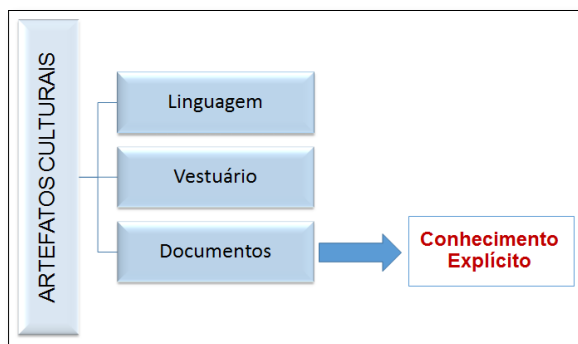 ARTEFATOS CULTURAIS
Linguagem
Vestuário
Documentos
Conhecimento
Explícito